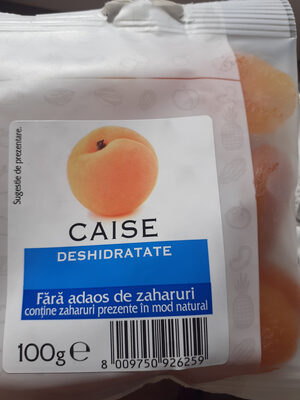 Sugestie de prezentare.
CAISE
DESHIDRATATE
Fără adaos de zaharuri
conține zaharuri prezente în mod natural
100g e
8 009750 926259